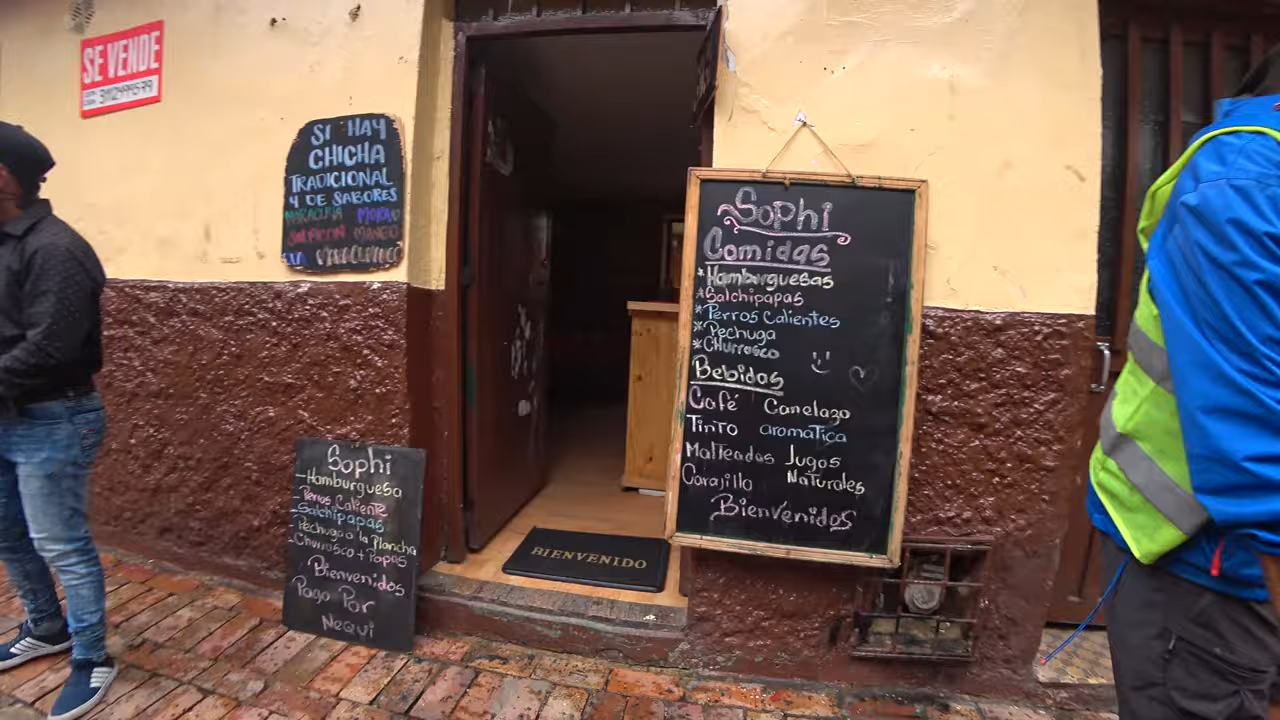 SE VENDE
SI HAY
CHICHA
TRADICIONAL
Y DE SABORES
MARACUYA MORA
SALPICON MANGO
Sophi
-Hamburguesa
-Perros Caliente
-Salchipapas
-Pechuga a la Plancha
-Churrasco + Papas
Bienvenidos
Pago Por
Nequi
BIENVENIDO
Sophi
Comidas
*Hamburguesas
*Salchipapas
*Perros Calientes
*Pechuga
*Churrasco
Bebidas
Café Canelazo
Tinto aromatica
Malteadas Jugos
Carajillo Naturales
Bienvenidos